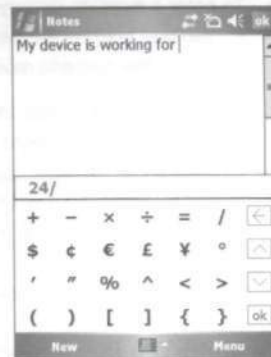 Notes ok
My device is working for
24/
+ - × ÷ = / ←
$ ¢ € £ ¥ °
' " % ^ < > 
( ) [ ] { } ok
New Menu